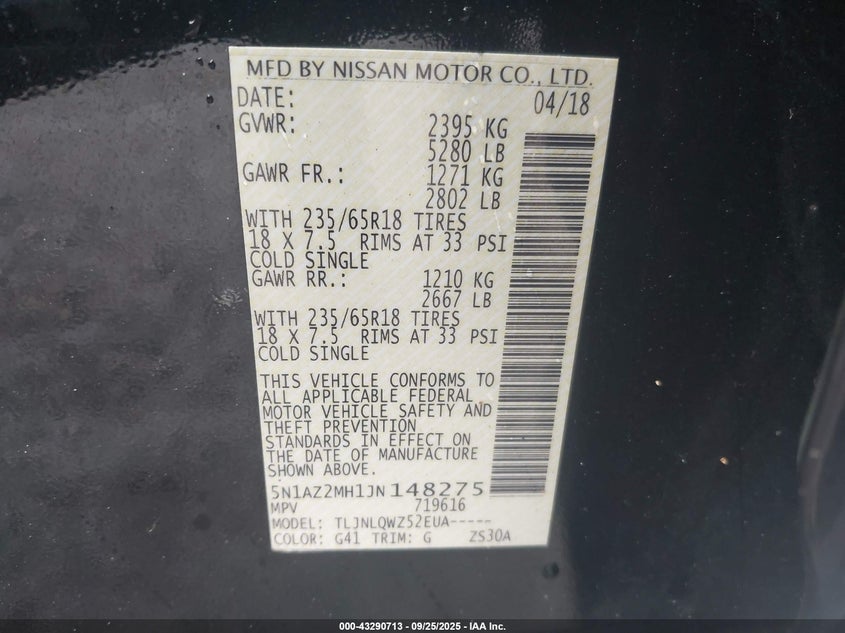 MFD BY NISSAN MOTOR CO., LTD.
DATE: 04/18
GVWR: 2395 KG
5280 LB
GAWR FR.: 1271 KG
2802 LB
WITH 235/65R18 TIRES
18 X 7.5 RIMS AT 33 PSI
COLD SINGLE
GAWR RR.: 1210 KG
2667 LB
WITH 235/65R18 TIRES
18 X 7.5 RIMS AT 33 PSI
COLD SINGLE
THIS VEHICLE CONFORMS TO
ALL APPLICABLE FEDERAL
MOTOR VEHICLE SAFETY AND
THEFT PREVENTION
STANDARDS IN EFFECT ON
THE DATE OF MANUFACTURE
SHOWN ABOVE.
5N1AZ2MH1JN148275
MPV 719616
MODEL: TLJNLQWZ52EUA-----
COLOR: G41 TRIM: G ZS30A
000-43290713 - 09/25/2025 - IAA Inc.